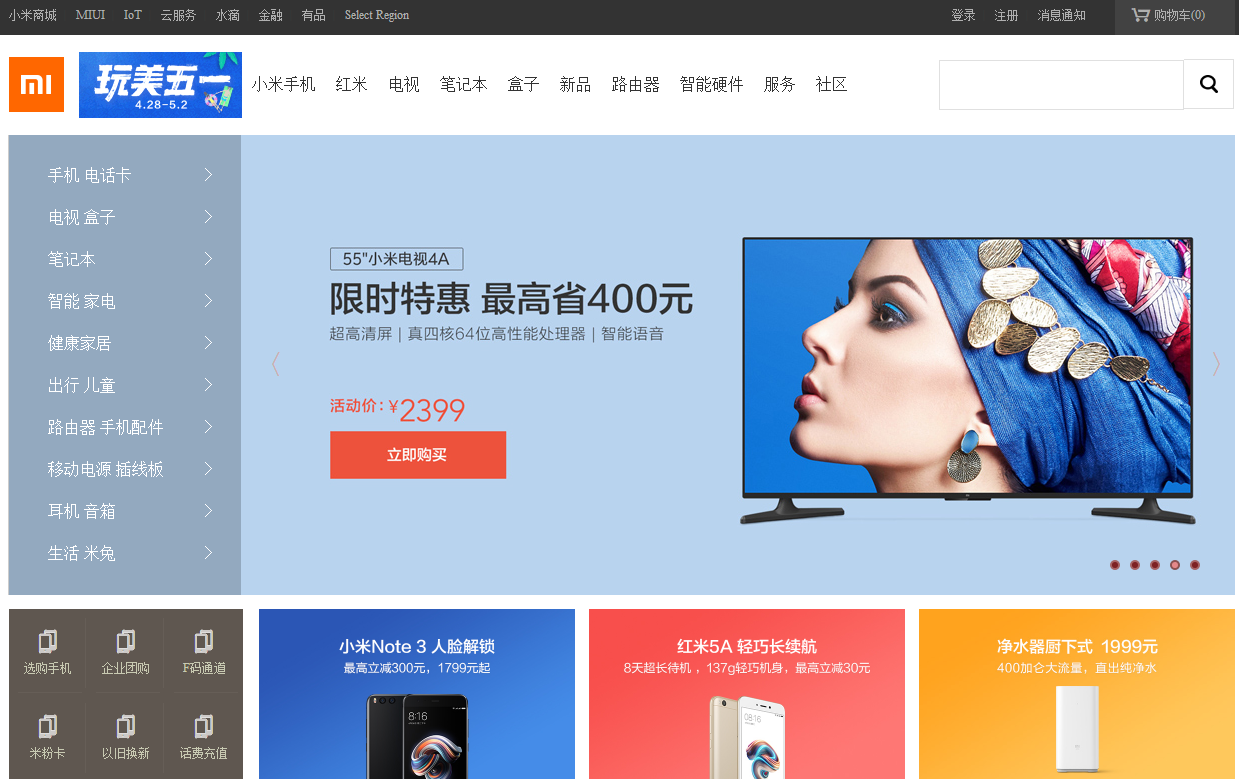 小米商城 MIUI IoT 云服务 水滴 金融 有品 Select Region 登录 注册 消息通知 购物车(0)
mi 玩美五一 小米手机 红米 电视 笔记本 盒子 新品 路由器 智能硬件 服务 社区
4.28-5.2
手机 电话卡
电视 盒子
笔记本
智能 家电
健康家居
出行 儿童
路由器 手机配件
移动电源 插线板
耳机 音箱
生活 米兔
55"小米电视4A
限时特惠 最高省400元
超高清屏 | 真四核64位高性能处理器 | 智能语音
活动价：¥2399
立即购买
选购手机 企业团购 F码通道
米粉卡 以旧换新 话费充值
小米Note 3 人脸解锁
最高立减300元，1799元起
8:16
红米5A 轻巧长续航
8天超长待机 ，137g轻巧机身，最高立减30元
08:16
净水器厨下式 1999元
400加仑大流量，直出纯净水